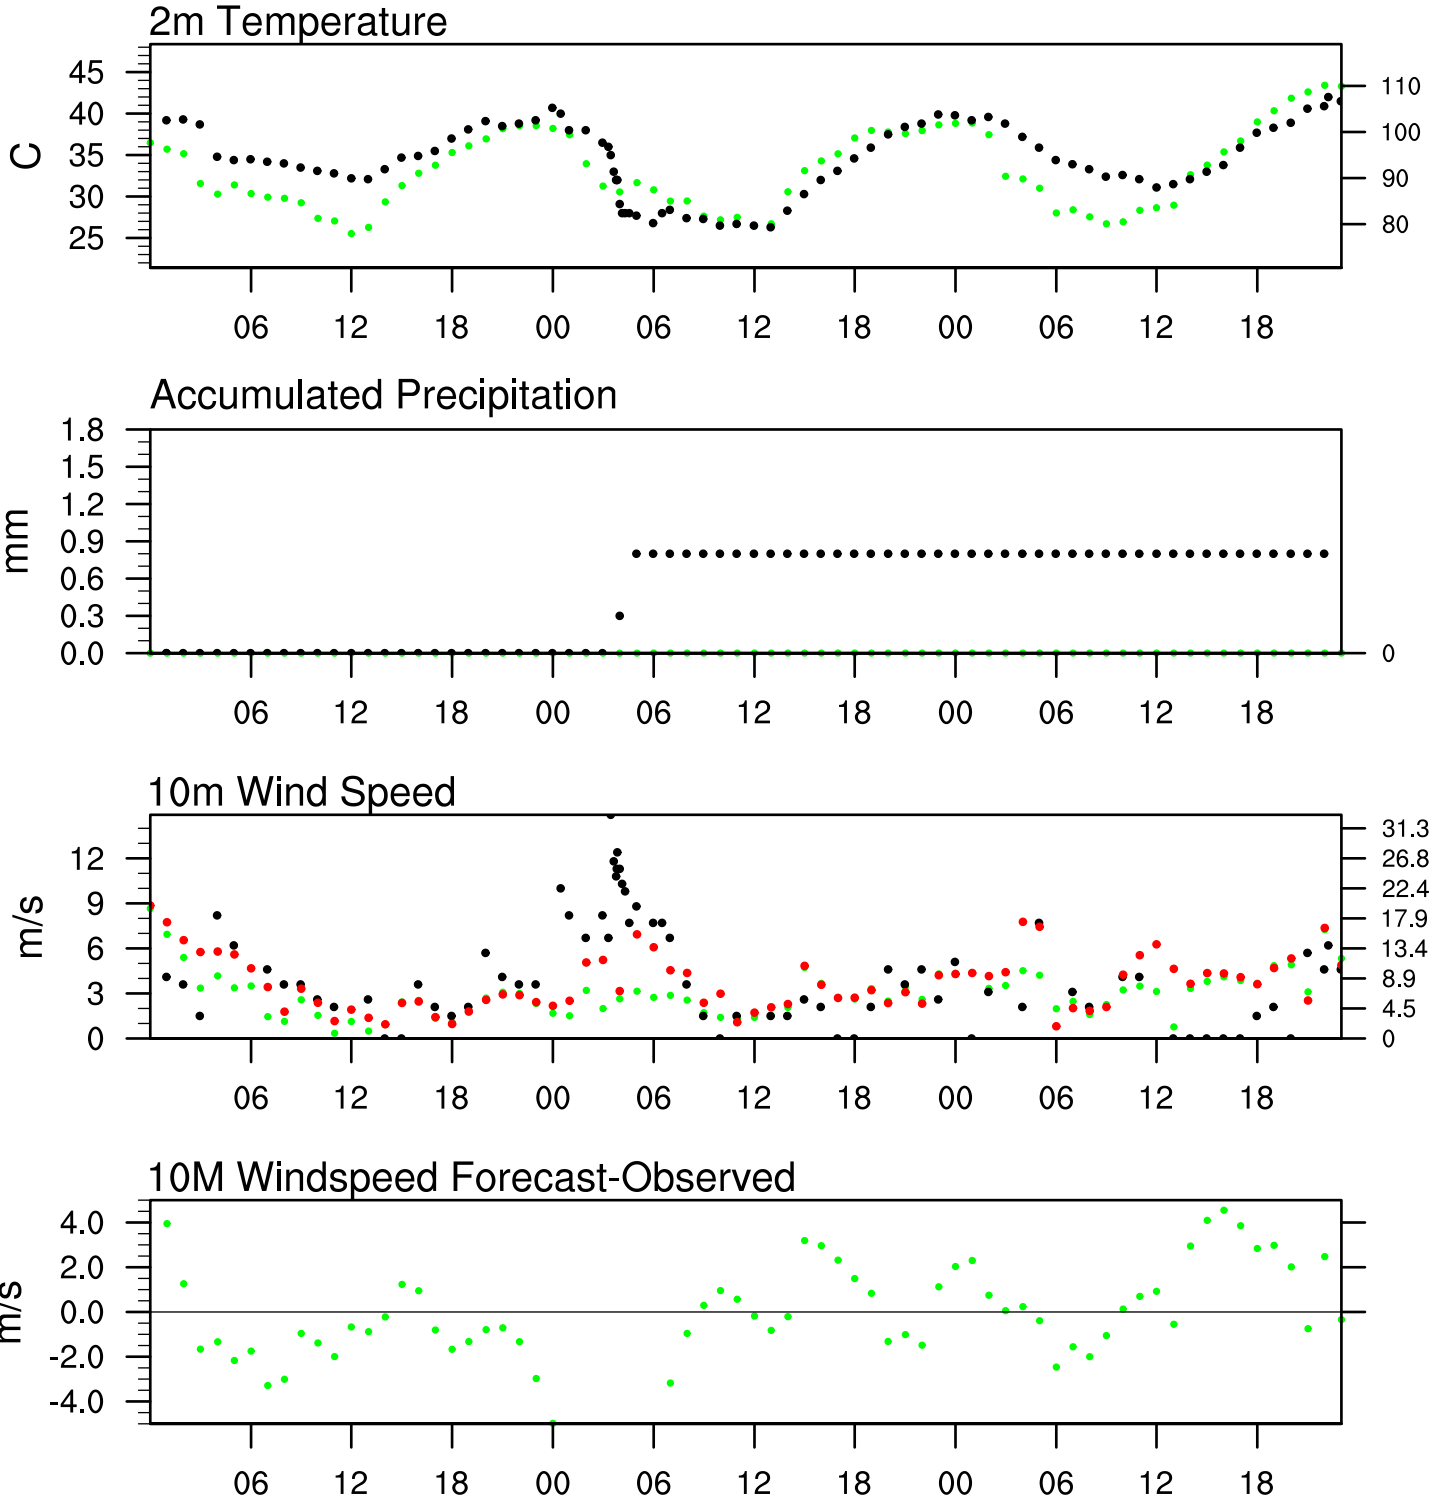 2m Temperature
45
110
40
100
C
35
90
30
80
25
06 12 18 00 06 12 18 00 06 12 18
Accumulated Precipitation
1.8
1.5
1.2
mm
0.9
0.6
0.3
0.0
0
06 12 18 00 06 12 18 00 06 12 18
10m Wind Speed
31.3
12
26.8
22.4
m/s
9
17.9
6
13.4
8.9
3
4.5
0
0
06 12 18 00 06 12 18 00 06 12 18
10M Windspeed Forecast-Observed
4.0
2.0
m/s
0.0
-2.0
-4.0
06 12 18 00 06 12 18 00 06 12 18